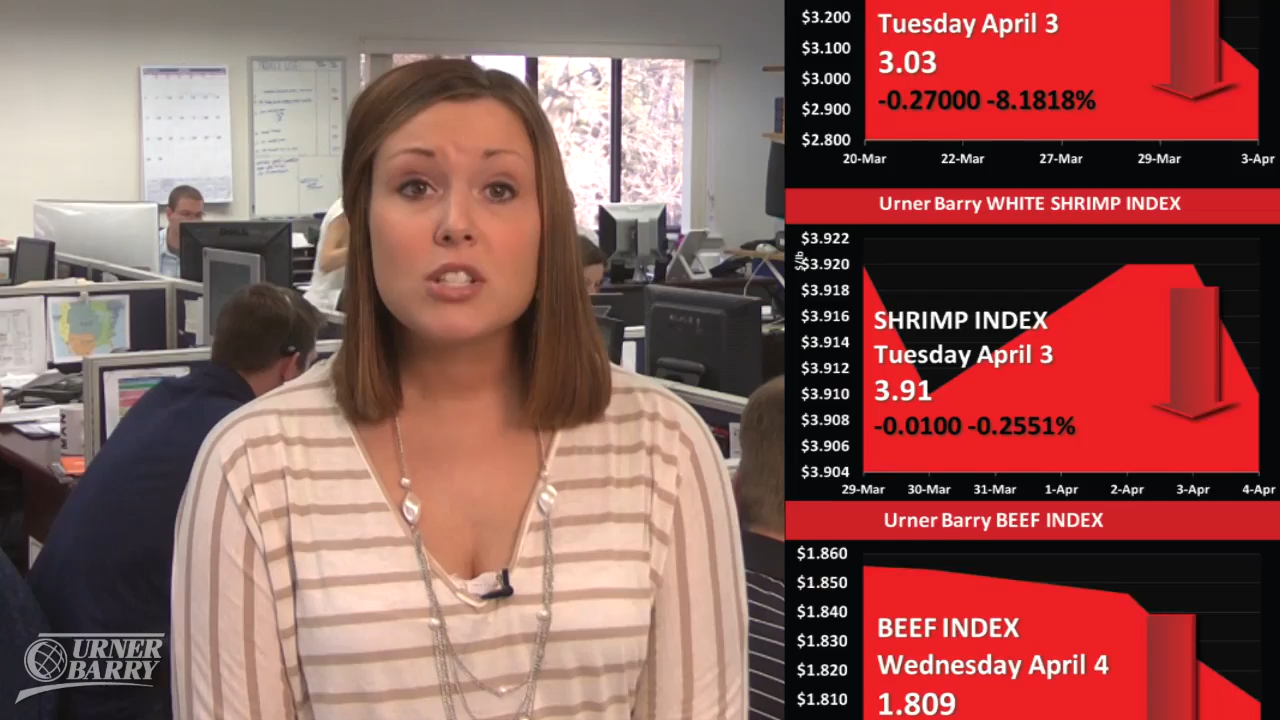 $3.200
$3.100
$3.000
$2.900
$2.800
Tuesday April 3
3.03
-0.27000 -8.1818%
20-Mar 22-Mar 27-Mar 29-Mar 3-Apr
Urner Barry WHITE SHRIMP INDEX
$/lb
$3.922
$3.920
$3.918
$3.916
$3.914
$3.912
$3.910
$3.908
$3.906
$3.904
SHRIMP INDEX
Tuesday April 3
3.91
-0.0100 -0.2551%
29-Mar 30-Mar 31-Mar 1-Apr 2-Apr 3-Apr 4-Apr
Urner Barry BEEF INDEX
$1.860
$1.850
$1.840
$1.830
$1.820
$1.810
BEEF INDEX
Wednesday April 4
1.809
DELL
URNER
BARRY